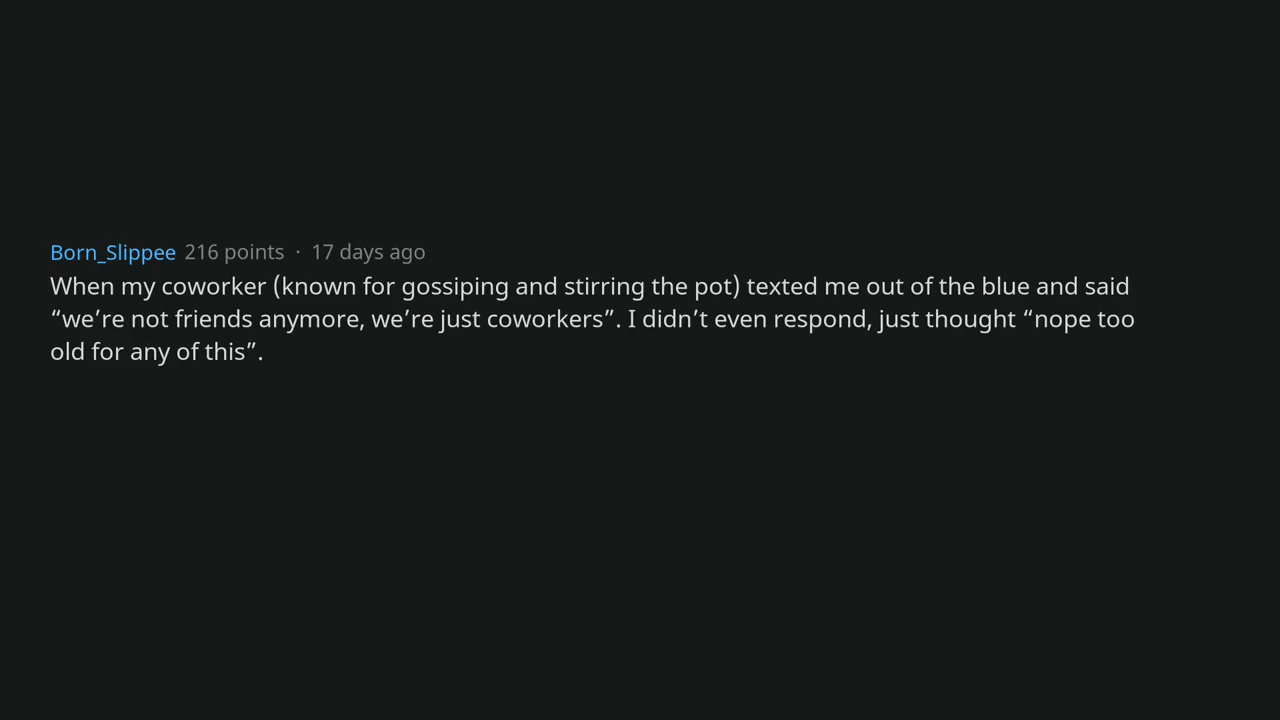 Born_Slippee 216 points · 17 days ago
When my coworker (known for gossiping and stirring the pot) texted me out of the blue and said
“we’re not friends anymore, we’re just coworkers”. I didn’t even respond, just thought “nope too
old for any of this”.